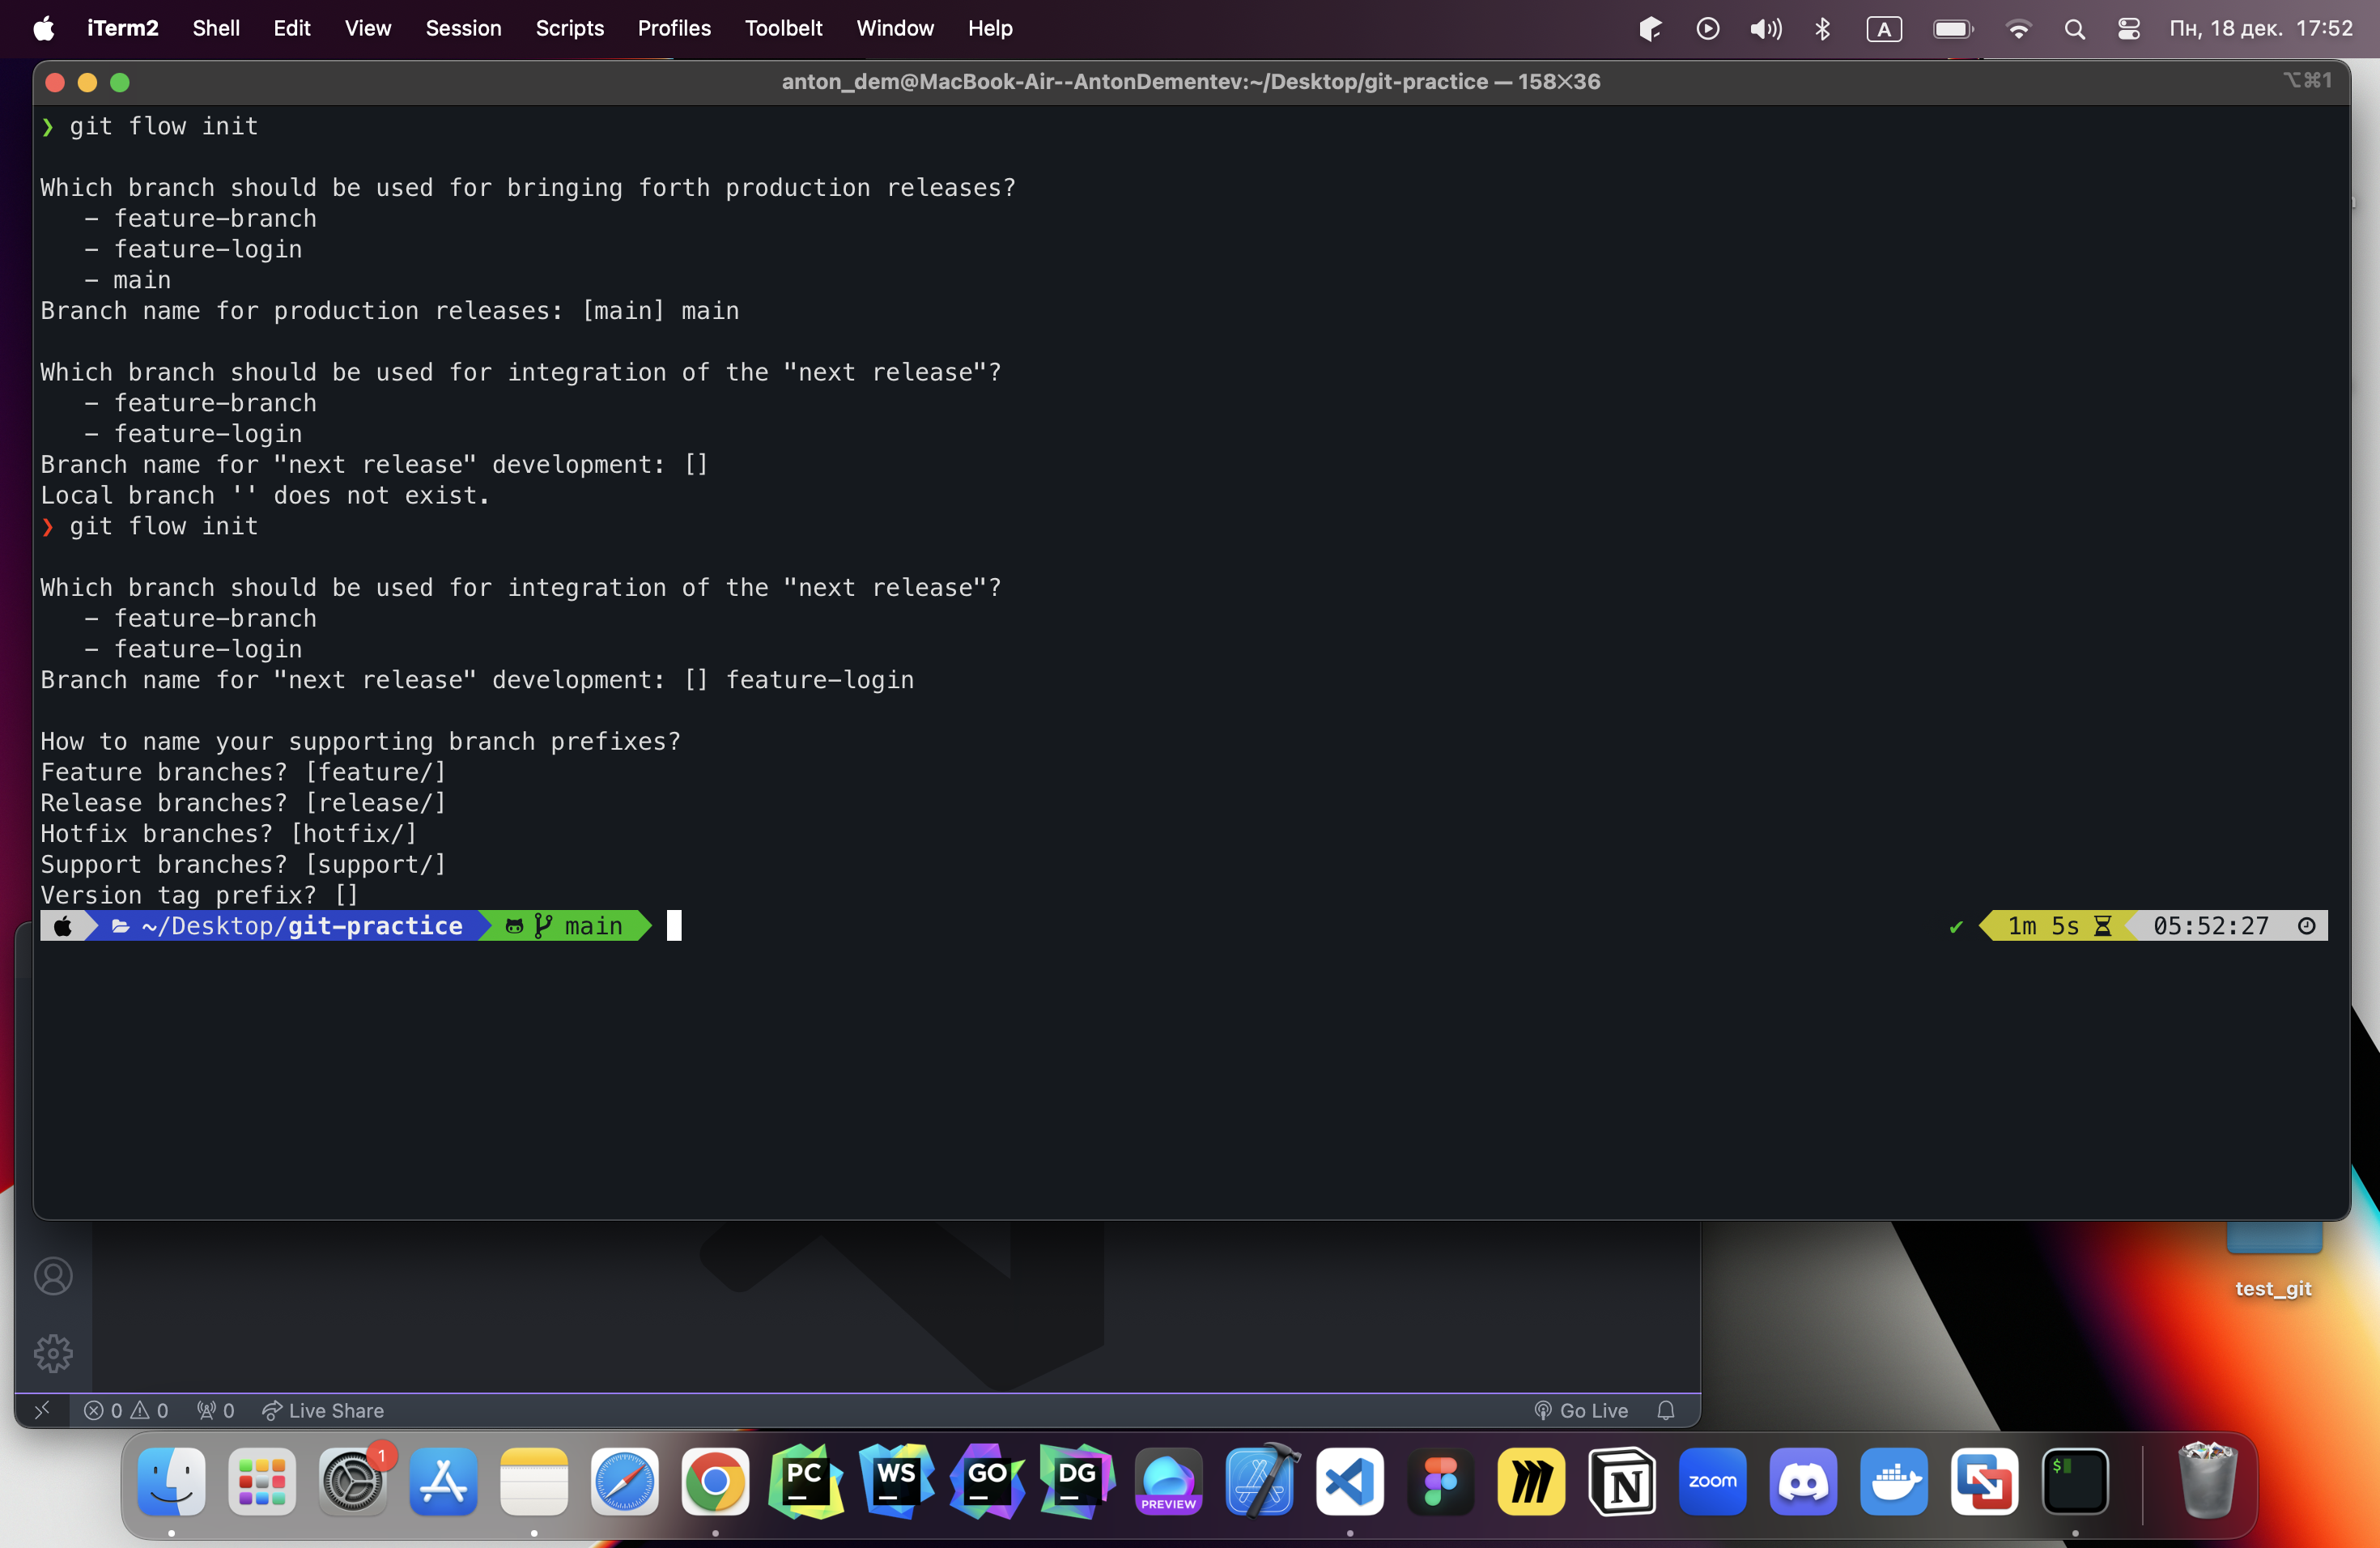 iTerm2 Shell Edit View Session Scripts Profiles Toolbelt Window Help A Пн, 18 дек. 17:52
anton_dem@MacBook-Air--AntonDementev:~/Desktop/git-practice — 158✕36 ⌥⌘1
❯ git flow init
Which branch should be used for bringing forth production releases?
- feature-branch
- feature-login
- main
Branch name for production releases: [main] main
Which branch should be used for integration of the "next release"?
- feature-branch
- feature-login
Branch name for "next release" development: []
Local branch '' does not exist.
❯ git flow init
Which branch should be used for integration of the "next release"?
- feature-branch
- feature-login
Branch name for "next release" development: [] feature-login
How to name your supporting branch prefixes?
Feature branches? [feature/]
Release branches? [release/]
Hotfix branches? [hotfix/]
Support branches? [support/]
Version tag prefix? []
~/Desktop/git-practice main ✔ 1m 5s 05:52:27
test_git
0 0 0 Live Share Go Live
1
PC WS GO DG PREVIEW zoom $